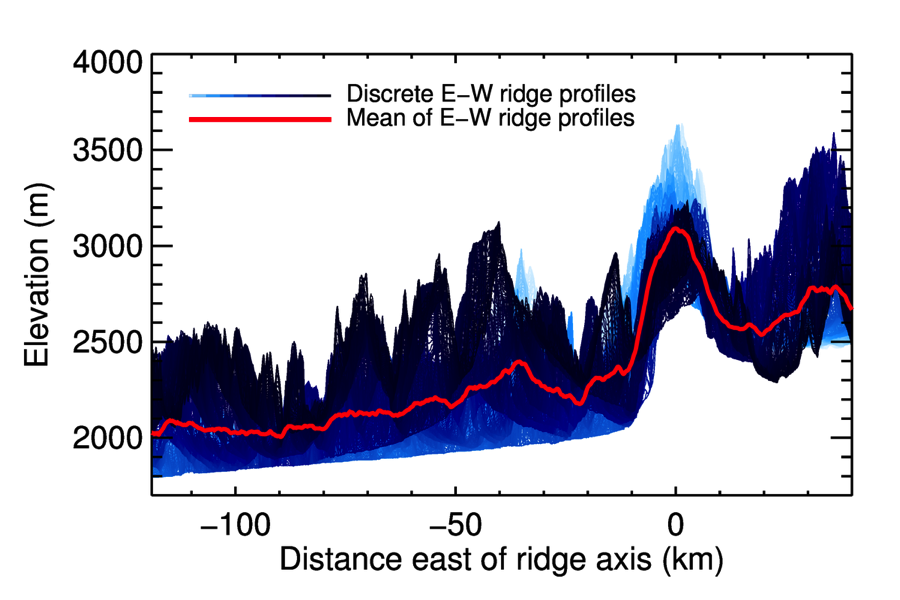 4000
Discrete E−W ridge profiles
Mean of E−W ridge profiles
3500
3000
2500
2000
Elevation (m)
−100
−50
0
Distance east of ridge axis (km)